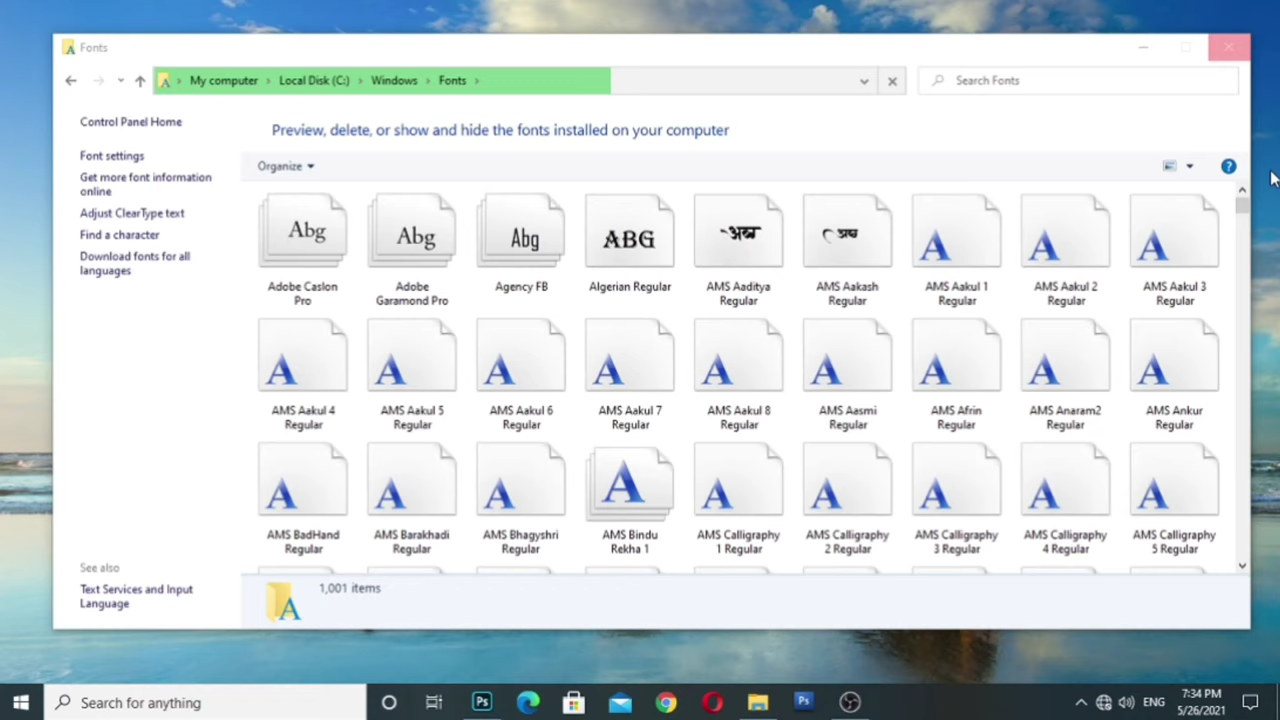 Fonts
My computer > Local Disk (C:) > Windows > Fonts >
Search Fonts
Control Panel Home
Font settings
Get more font information
online
Adjust ClearType text
Find a character
Download fonts for all
languages
See also
Text Services and Input
Language
Preview, delete, or show and hide the fonts installed on your computer
Organize
Abg
Abg
Abg
ABG
A
A
A
Adobe Caslon
Pro
Adobe
Garamond Pro
Agency FB
Algerian Regular
AMS Aaditya
Regular
AMS Aakash
Regular
AMS Aakul 1
Regular
AMS Aakul 2
Regular
AMS Aakul 3
Regular
A
A
A
A
A
A
A
A
A
AMS Aakul 4
Regular
AMS Aakul 5
Regular
AMS Aakul 6
Regular
AMS Aakul 7
Regular
AMS Aakul 8
Regular
AMS Aasmi
Regular
AMS Afrin
Regular
AMS Anaram2
Regular
AMS Ankur
Regular
A
A
A
A
A
A
A
A
A
AMS BadHand
Regular
AMS Barakhadi
Regular
AMS Bhagyshri
Regular
AMS Bindu
Rekha 1
AMS Calligraphy
1 Regular
AMS Calligraphy
2 Regular
AMS Calligraphy
3 Regular
AMS Calligraphy
4 Regular
AMS Calligraphy
5 Regular
1,001 items
Search for anything
Ps
Ps
ENG
7:34 PM
5/26/2021